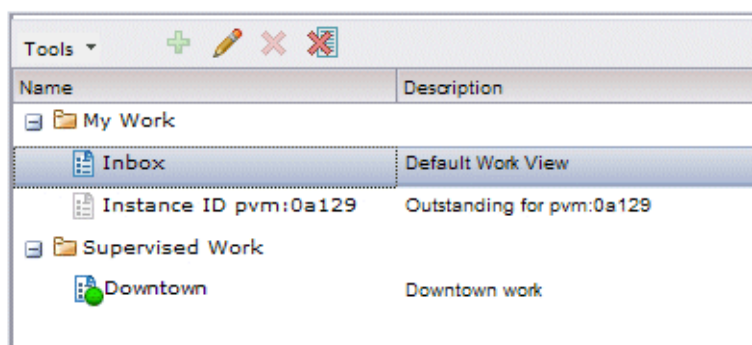 Tools
Name Description
My Work
Inbox Default Work View
Instance ID pvm:0a129 Outstanding for pvm:0a129
Supervised Work
Downtown Downtown work